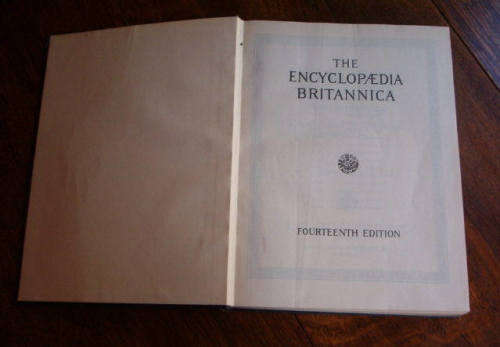 THE
ENCYCLOPÆDIA
BRITANNICA
FOURTEENTH EDITION